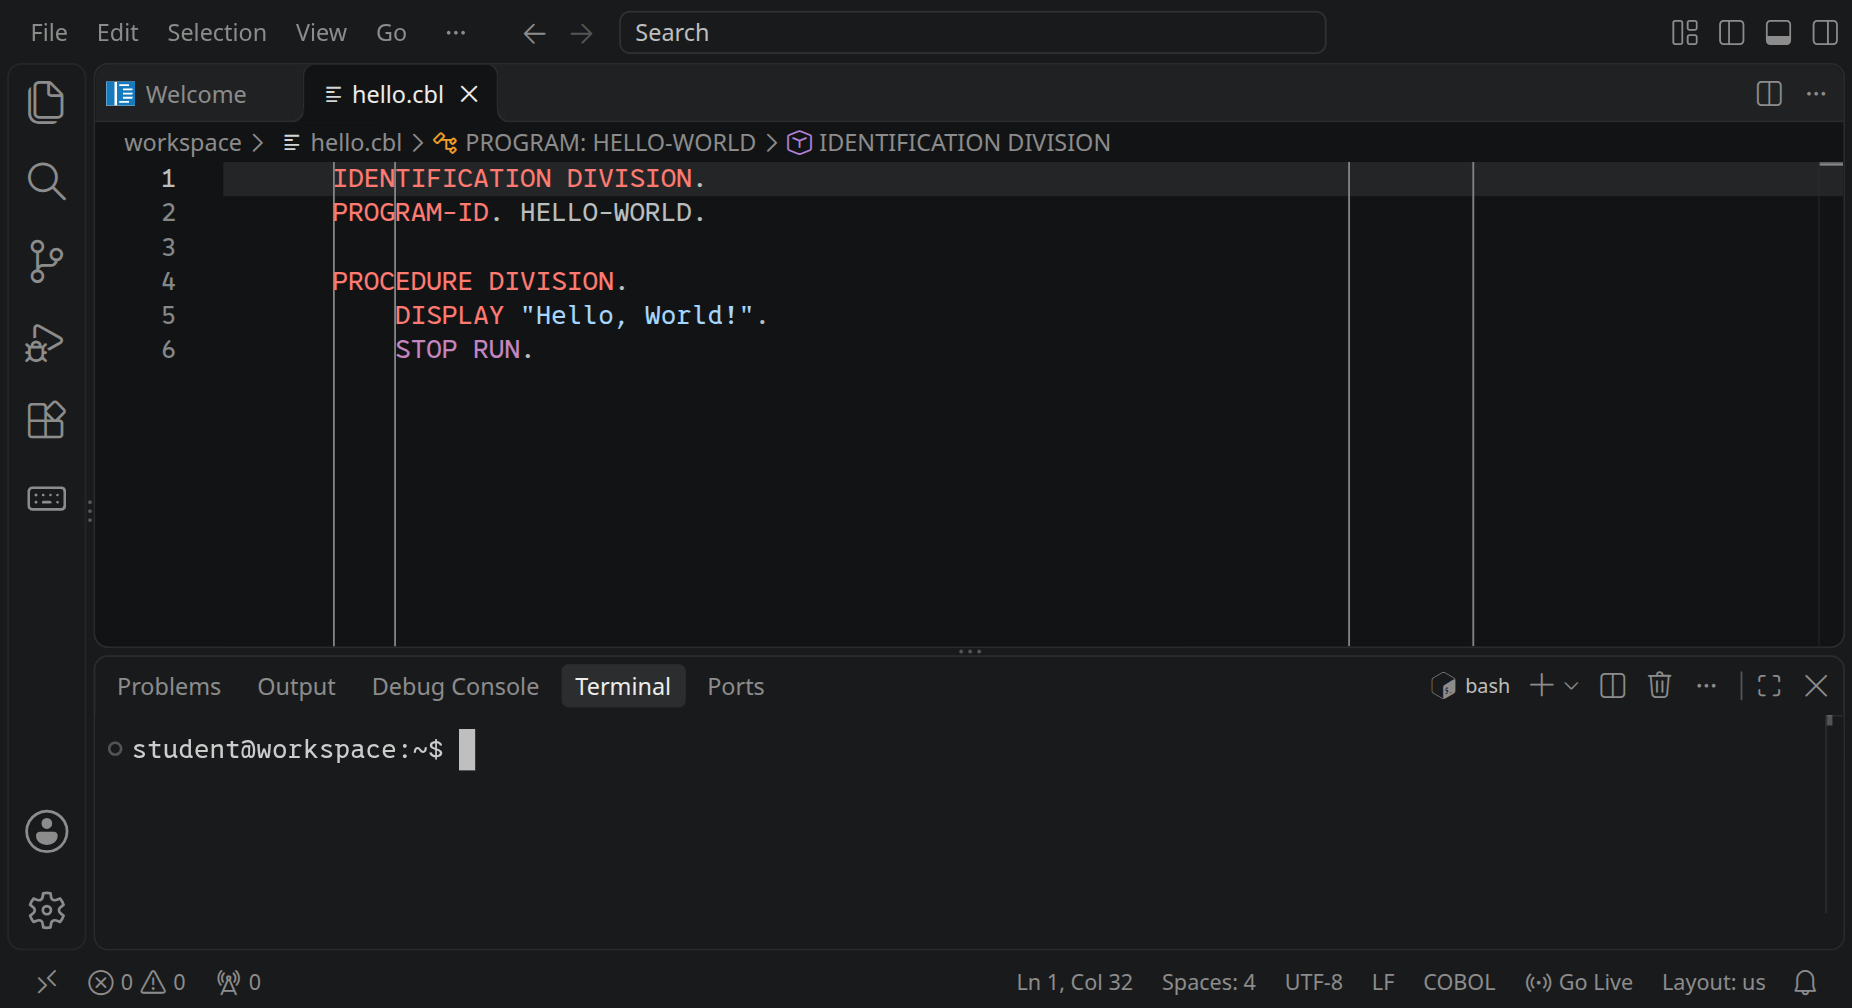 File Edit Selection View Go ··· Search
Welcome hello.cbl
workspace > hello.cbl > PROGRAM: HELLO-WORLD > IDENTIFICATION DIVISION
1 IDENTIFICATION DIVISION.
2 PROGRAM-ID. HELLO-WORLD.
3
4 PROCEDURE DIVISION.
5 DISPLAY "Hello, World!".
6 STOP RUN.
Problems Output Debug Console Terminal Ports bash
student@workspace:~$
0 0 0 Ln 1, Col 32 Spaces: 4 UTF-8 LF COBOL Go Live Layout: us